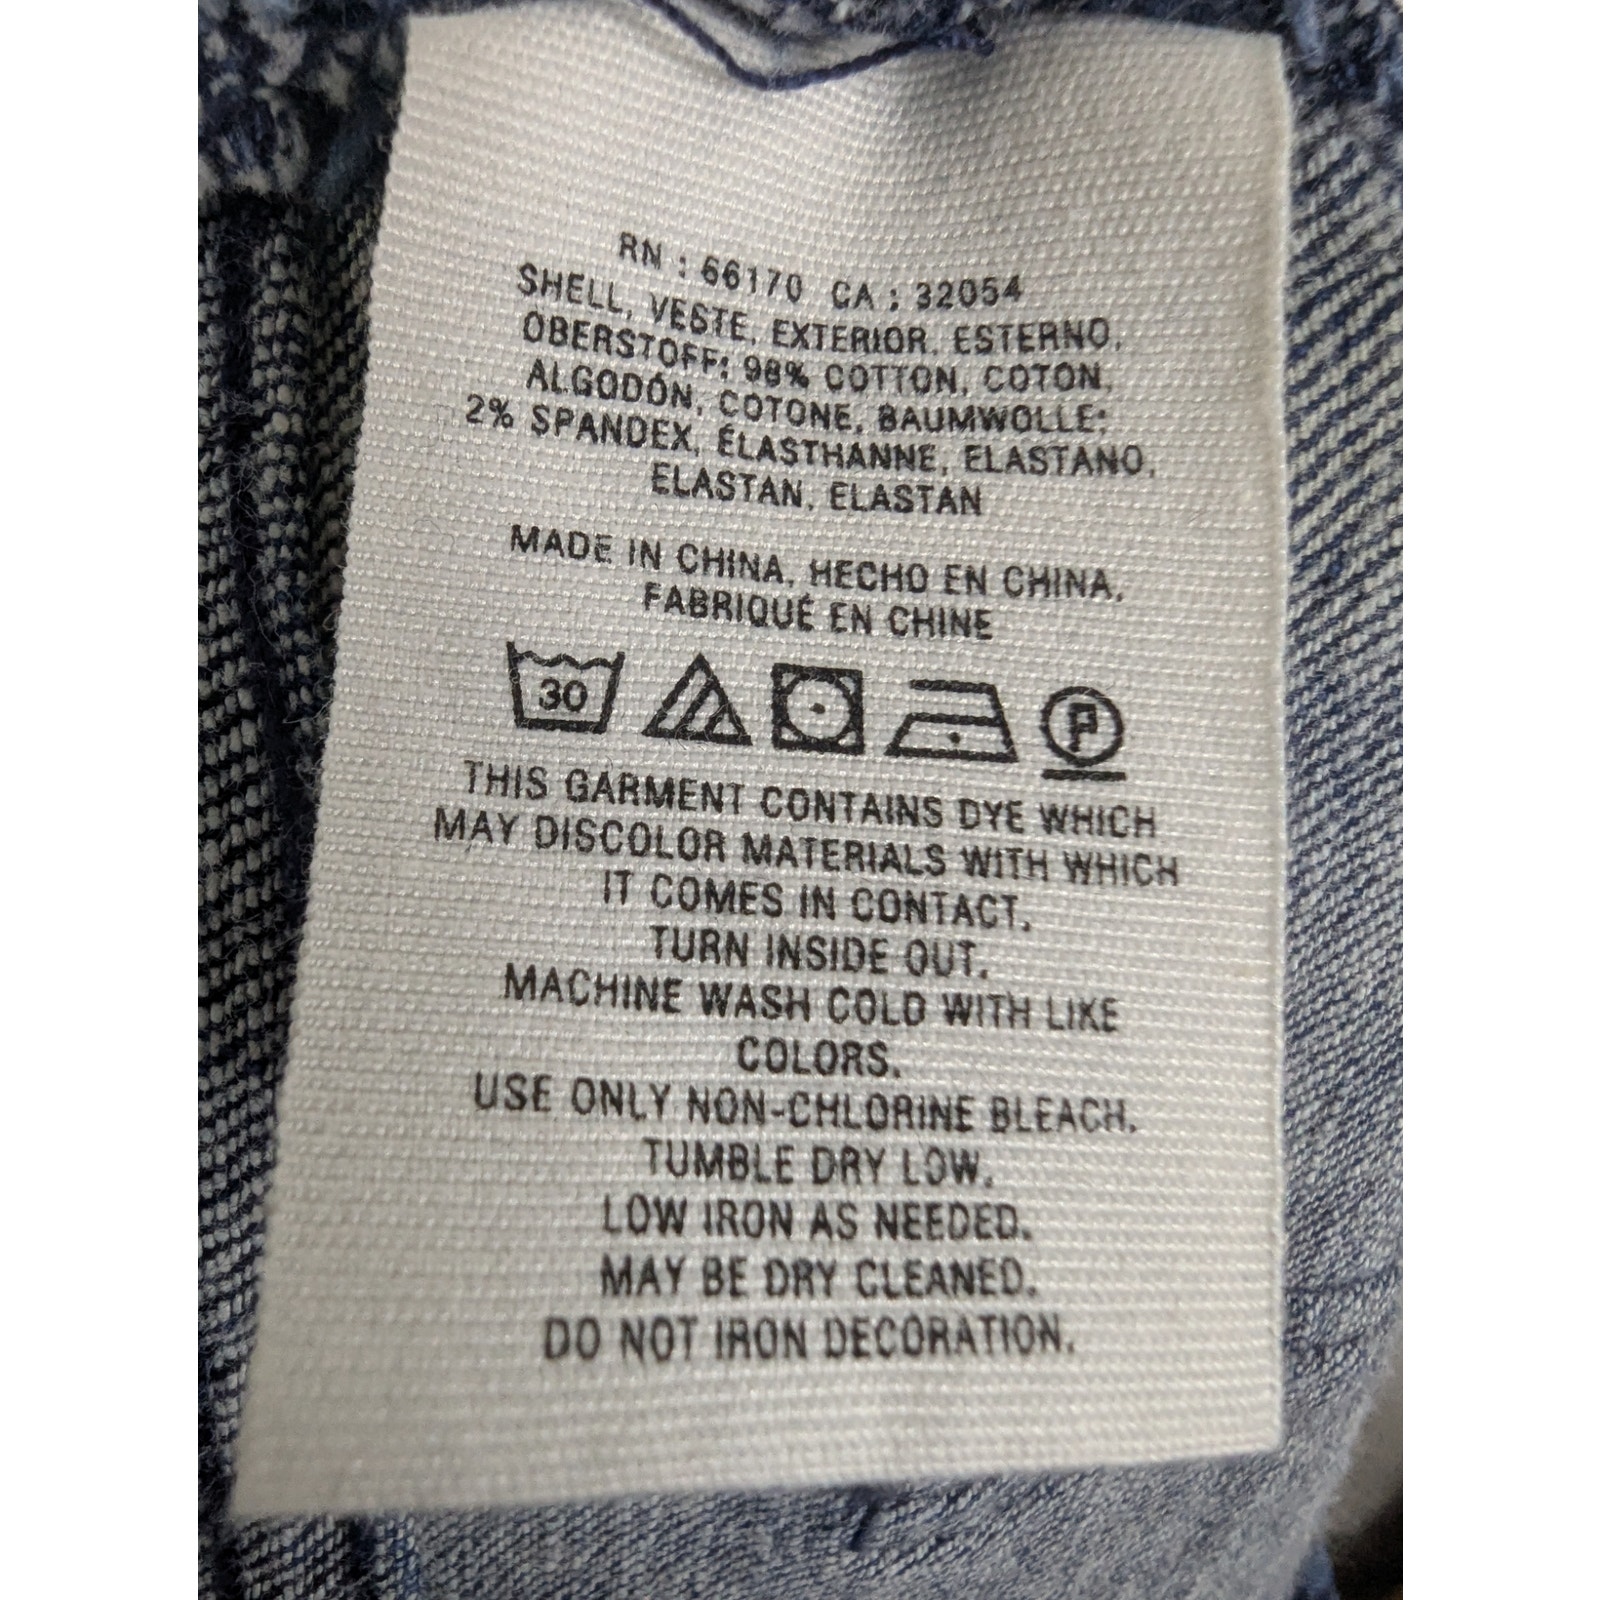 RN : 66170 CA : 32054
SHELL, VESTE, EXTERIOR, ESTERNO,
OBERSTOFF: 98% COTTON, COTON,
ALGODÓN, COTONE, BAUMWOLLE;
2% SPANDEX, ÉLASTHANNE, ELASTANO,
ELASTAN, ELASTAN
MADE IN CHINA, HECHO EN CHINA,
FABRIQUÉ EN CHINE
30 P
THIS GARMENT CONTAINS DYE WHICH
MAY DISCOLOR MATERIALS WITH WHICH
IT COMES IN CONTACT.
TURN INSIDE OUT.
MACHINE WASH COLD WITH LIKE
COLORS.
USE ONLY NON-CHLORINE BLEACH.
TUMBLE DRY LOW.
LOW IRON AS NEEDED.
MAY BE DRY CLEANED.
DO NOT IRON DECORATION.